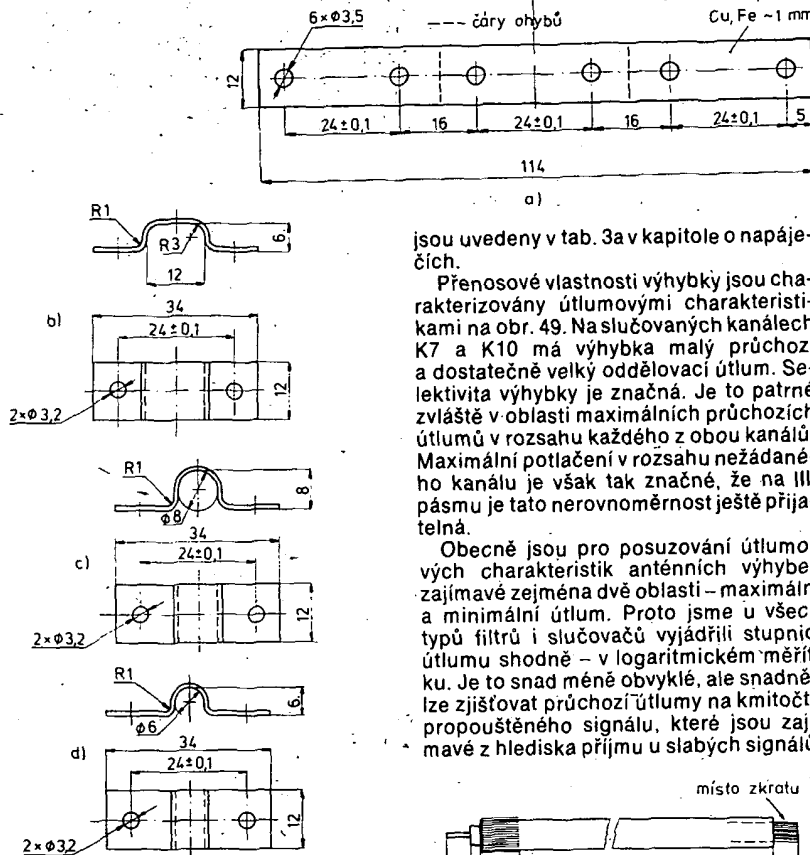 6×Φ3,5
--- čáry ohybů
Cu, Fe ~1 mm
12
24±0,1
16
24±0,1
16
24±0,1
5
114
a)
R1
R3
6
12
b)
34
24±0,1
12
2×Φ3,2
R1
Φ8
8
34
c)
24±0,1
12
2×Φ3,2
R1
Φ6
6
d)
34
24±0,1
12
2×Φ3,2
jsou uvedeny v tab. 3a v kapitole o napáje-
čích.
Přenosové vlastnosti výhybky jsou cha-
rakterizovány útlumovými charakteristi-
kami na obr. 49. Na slučovaných kanálech
K7 a K10 má výhybka malý průchoz
a dostatečně velký oddělovací útlum. Se-
lektivita výhybky je značná. Je to patrné
zvláště v oblasti maximálních průchozích
útlumů v rozsahu každého z obou kanálů
Maximální potlačení v rozsahu nežádané
ho kanálu je však tak značné, že na III
pásmu je tato nerovnoměrnost ještě přija
telná.
Obecně jsou pro posuzování útlumo
vých charakteristik anténních výhybe
zajímavé zejména dvě oblasti – maximáln
a minimální útlum. Proto jsme u všec
typů filtrů i slučovačů vyjádřili stupnic
útlumu shodně – v logaritmickém měřít
ku. Je to snad méně obvyklé, ale snadně
lze zjišťovat průchozí útlumy na kmitočt
propouštěného signálu, které jsou zají
mavé z hlediska příjmu u slabých signálů
místo zkratu